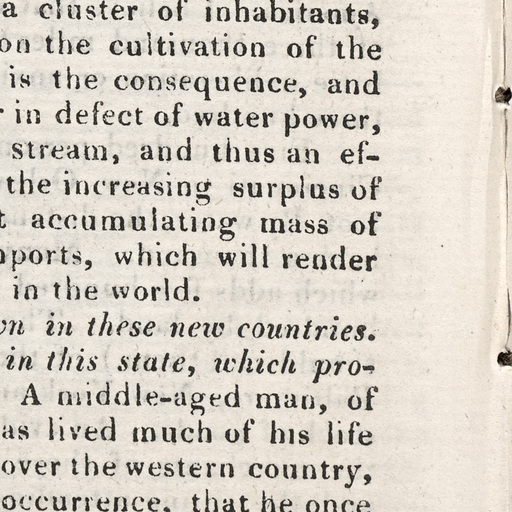 a cluster of inhabitants,
on the cultivation of the
is the consequence, and
in defect of water power,
stream, and thus an ef-
the increasing surplus of
accumulating mass of
pports, which will render
in the world.
in these new countries.
in this state, which pro-
A middle-aged man, of
as lived much of his life
over the western country,
occurrence, that he once